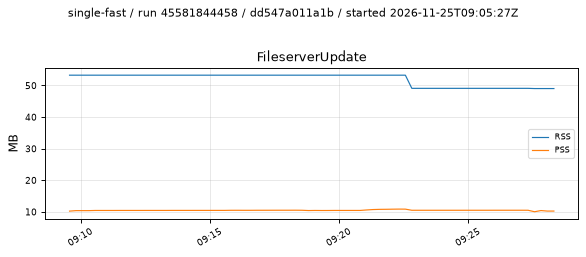 single-fast / run 45581844458 / dd547a011a1b / started 2026-11-25T09:05:27Z
FileserverUpdate
MB
50
40
30
20
10
RSS
PSS
09:10
09:15
09:20
09:25